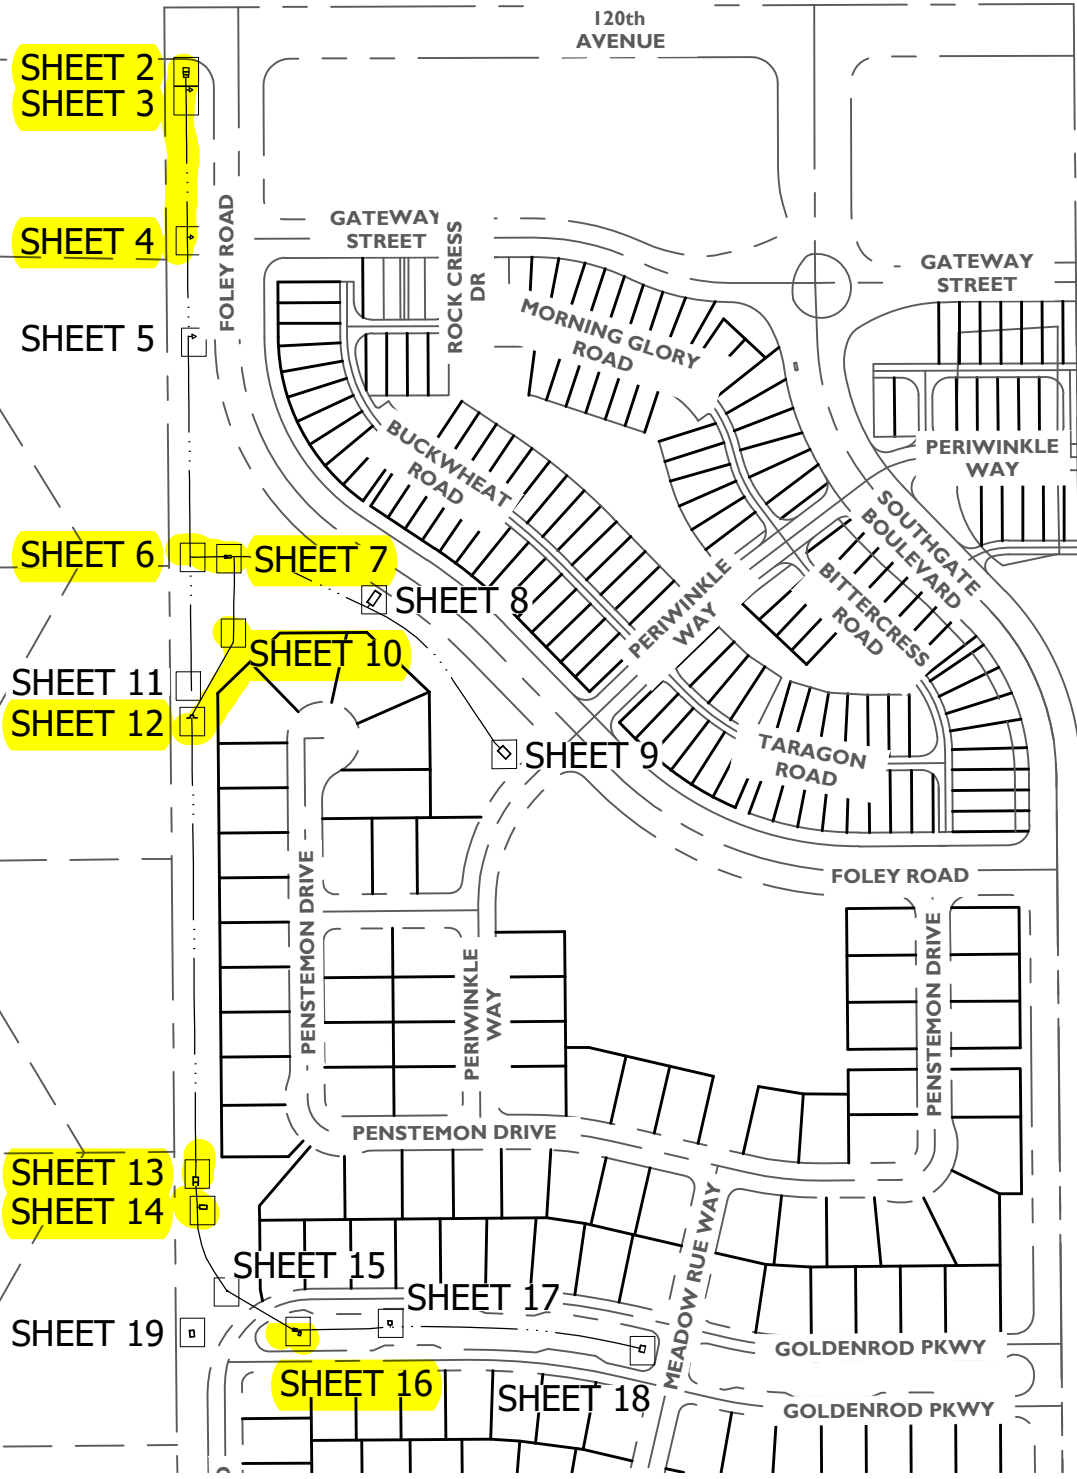 120th
AVENUE
SHEET 2
SHEET 3
FOLEY ROAD
GATEWAY
STREET
ROCK CRESS
DR
SHEET 4
GATEWAY
STREET
MORNING GLORY
ROAD
SHEET 5
BUCKWHEAT
ROAD
PERIWINKLE
WAY
SOUTHGATE
BOULEVARD
SHEET 6
SHEET 7
PERIWINKLE
WAY
BITTERCRESS
ROAD
SHEET 8
SHEET 10
SHEET 11
SHEET 12
SHEET 9
TARAGON
ROAD
FOLEY ROAD
PENSTEMON DRIVE
PERIWINKLE
WAY
PENSTEMON DRIVE
PENSTEMON DRIVE
SHEET 13
SHEET 14
MEADOW RUE WAY
SHEET 15
SHEET 17
SHEET 19
GOLDENROD PKWY
SHEET 16
SHEET 18
GOLDENROD PKWY